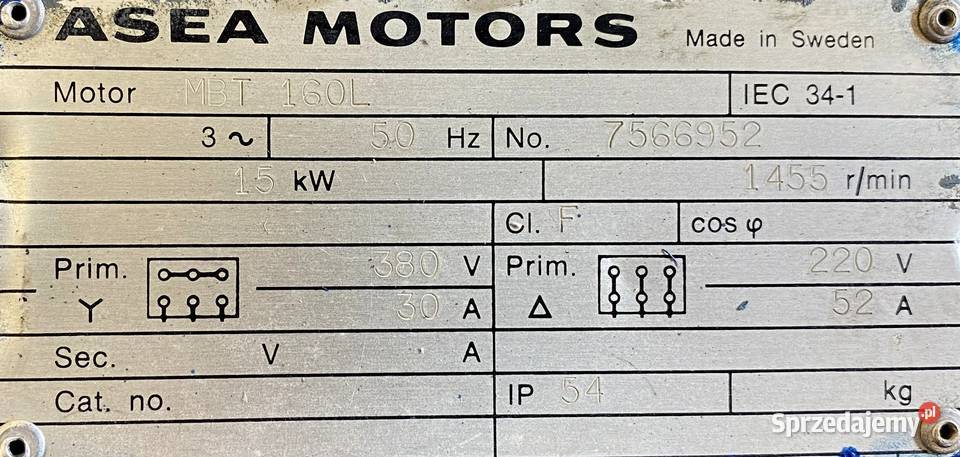 ASEA MOTORS Made in Sweden
Motor MBT 160L IEC 34-1
3 ~ 50 Hz No. 7566952
15 kW 1455 r/min
Cl. F cos φ
Prim. 380 V Prim. 220 V
Y 30 A Δ 52 A
Sec. V A
Cat. no. IP 54 kg
Sprzedajemy.pl